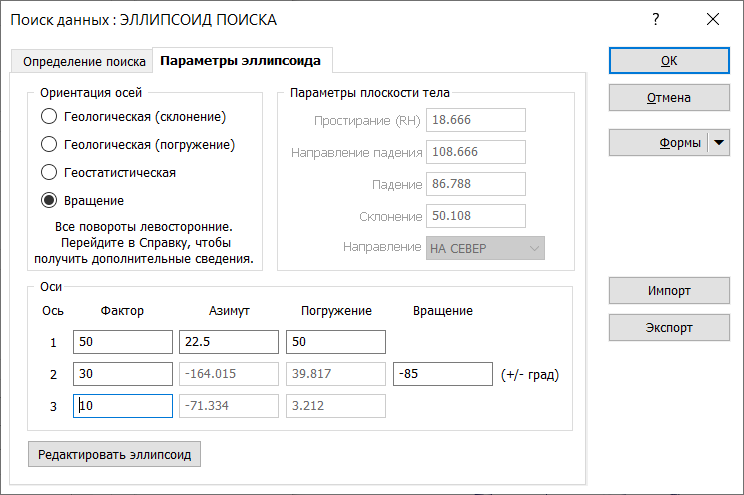 Поиск данных : ЭЛЛИПСОИД ПОИСКА
?
Определение поиска
Параметры эллипсоида
OK
Отмена
Формы
Ориентация осей
Геологическая (склонение)
Геологическая (погружение)
Геостатистическая
Вращение
Все повороты левосторонние.
Перейдите в Справку, чтобы
получить дополнительные сведения.
Параметры плоскости тела
Простирание (RH) 18.666
Направление падения 108.666
Падение 86.788
Склонение 50.108
Направление НА СЕВЕР
Импорт
Экспорт
Оси
Ось Фактор Азимут Погружение Вращение
1 50 22.5 50
2 30 -164.015 39.817 -85 (+/- град)
3 10 -71.334 3.212
Редактировать эллипсоид